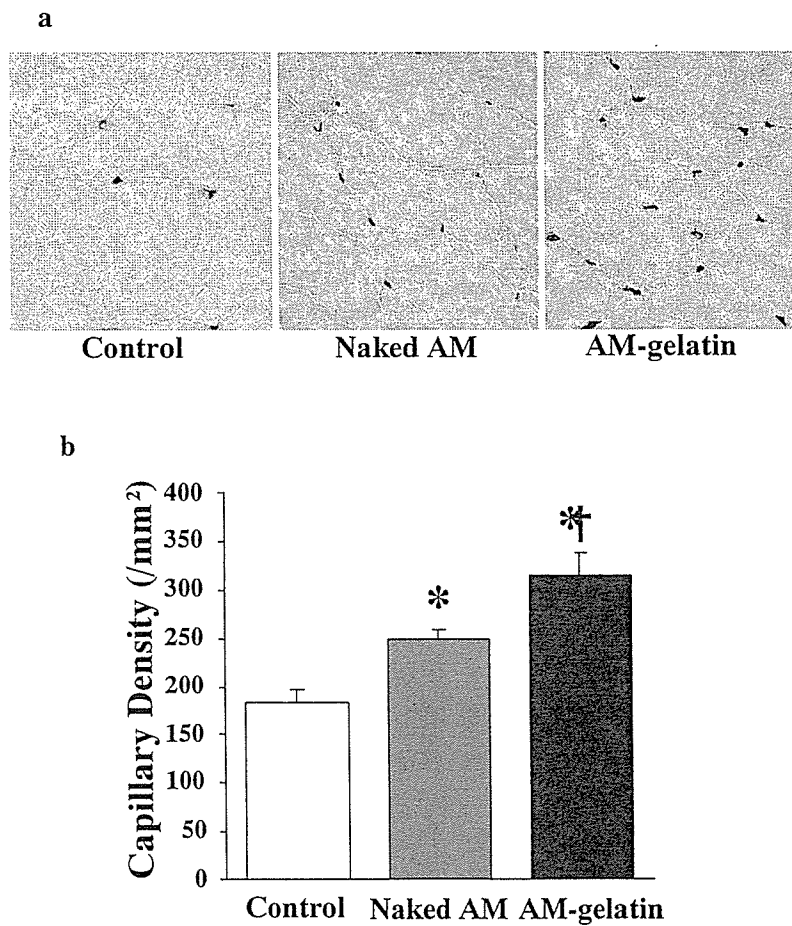 a
Control Naked AM AM-gelatin
b
Capillary Density (/mm²)
400
350
300
250
200
150
100
50
0
*
*†
Control Naked AM AM-gelatin